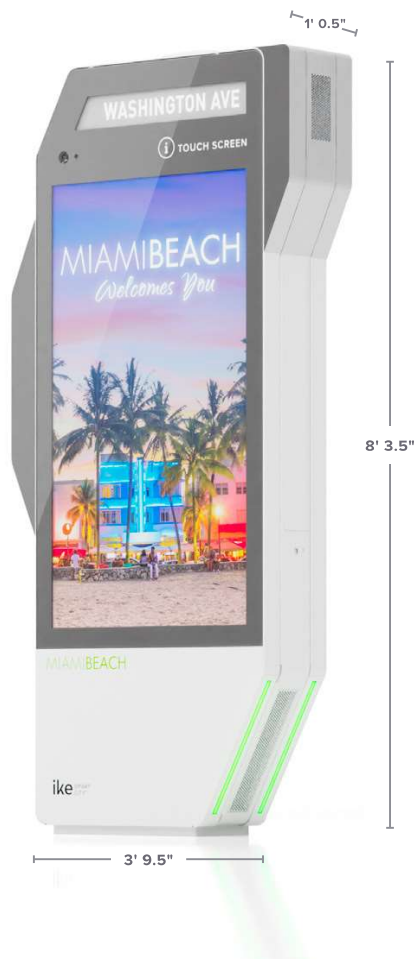 1' 0.5"
WASHINGTON AVE
i TOUCH SCREEN
MIAMIBEACH
Welcomes You
8' 3.5"
MIAMIBEACH
ike
3' 9.5"